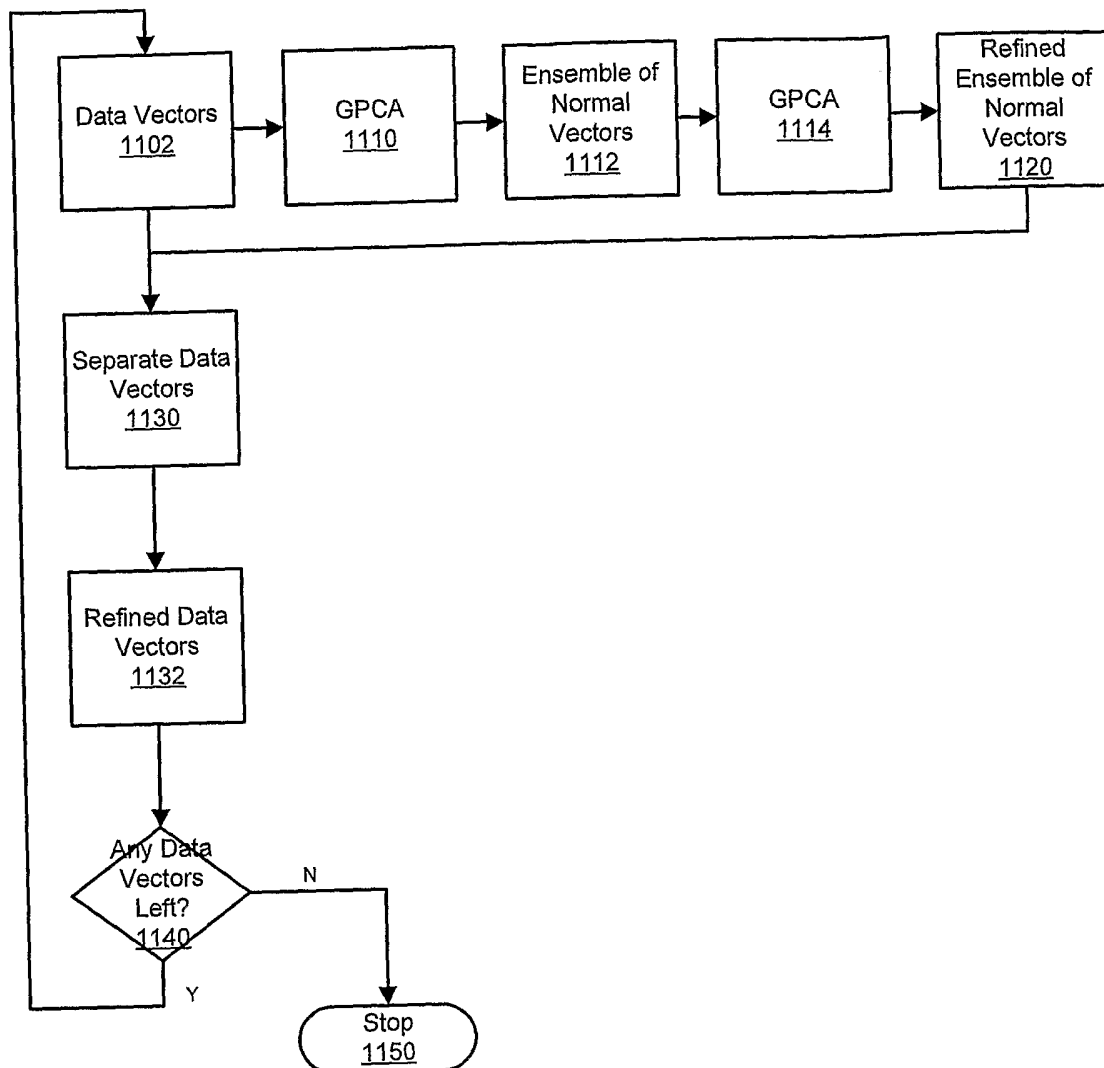 Data Vectors
1102
GPCA
1110
Ensemble of
Normal
Vectors
1112
GPCA
1114
Refined
Ensemble of
Normal
Vectors
1120
Separate Data
Vectors
1130
Refined Data
Vectors
1132
Any Data
Vectors
Left?
1140
N
Y
Stop
1150